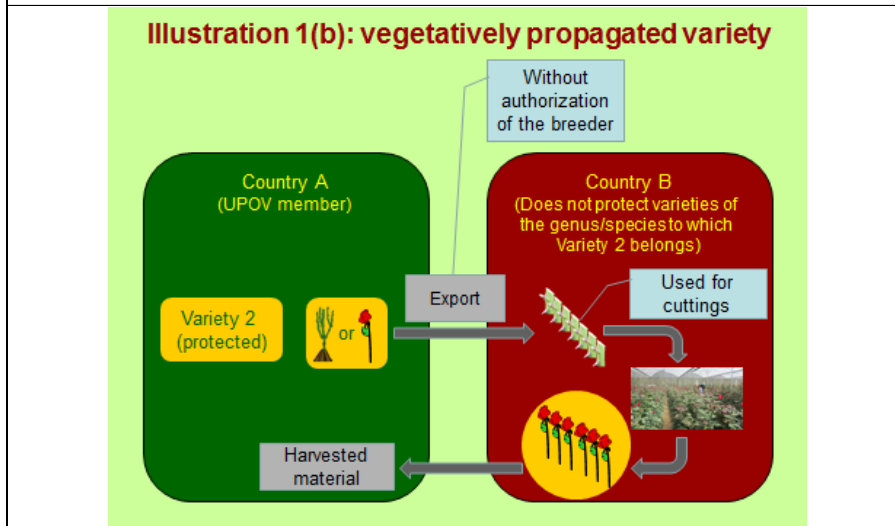 Illustration 1(b): vegetatively propagated variety
Without
authorization
of the breeder
Country A
(UPOV member)
Country B
(Does not protect varieties of
the genus/species to which
Variety 2 belongs)
Variety 2
(protected)
or
Export
Used for
cuttings
Harvested
material